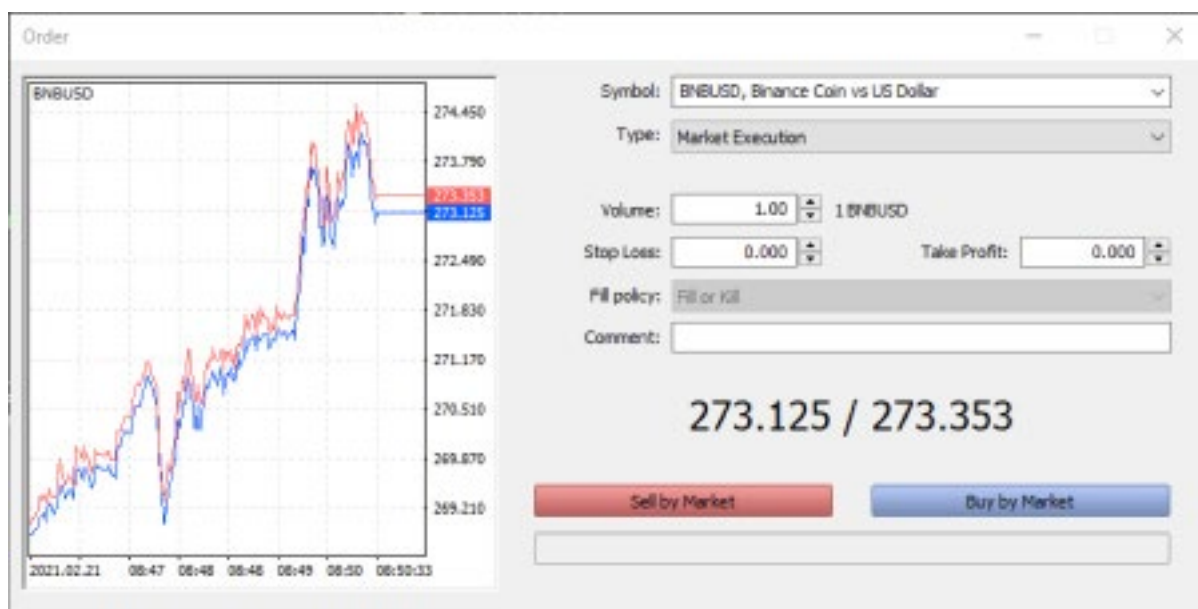 Order
BNBUSD
274.450
273.790
273.353
273.125
272.490
271.830
271.170
270.510
269.870
269.210
2021.02.21 08:47 08:48 08:48 08:49 08:50 08:50:33
Symbol: BNBUSD, Binance Coin vs US Dollar
Type: Market Execution
Volume: 1.00 1 BNBUSD
Stop Loss: 0.000 Take Profit: 0.000
Fill policy: Fill or Kill
Comment:
273.125 / 273.353
Sell by Market Buy by Market